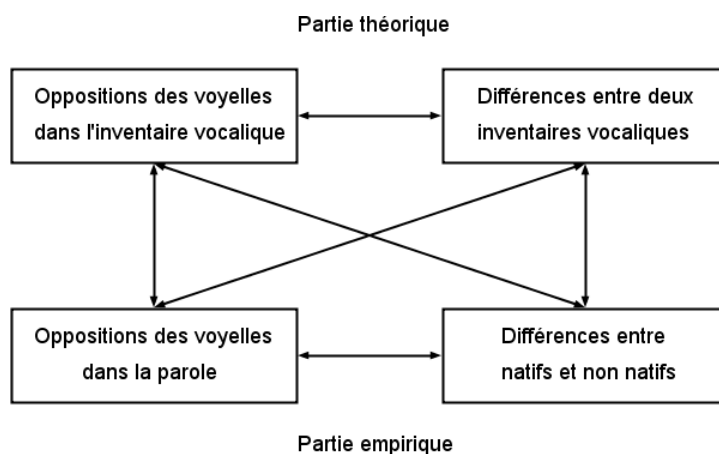 Partie théorique
Oppositions des voyelles
dans l'inventaire vocalique
Différences entre deux
inventaires vocaliques
Oppositions des voyelles
dans la parole
Différences entre
natifs et non natifs
Partie empirique